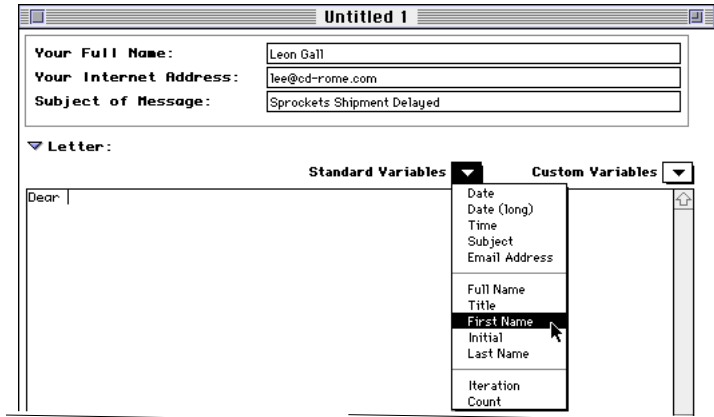 Untitled 1
Your Full Name: Leon Gall
Your Internet Address: lee@cd-rome.com
Subject of Message: Sprockets Shipment Delayed
Letter:
Standard Variables Custom Variables
Dear
Date
Date (long)
Time
Subject
Email Address
Full Name
Title
First Name
Initial
Last Name
Iteration
Count